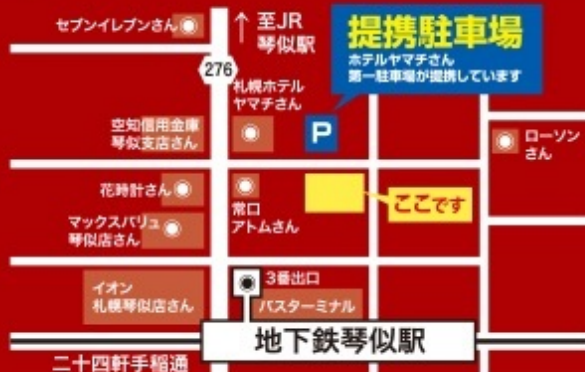 セブンイレブンさん
↑ 至JR
琴似駅
提携駐車場
ホテルヤマチさん
第一駐車場が提携しています
276
札幌ホテル
ヤマチさん
P
空知信用金庫
琴似支店さん
ローソン
さん
花時計さん
常口
アトムさん
ここです
マックスバリュ
琴似店さん
3番出口
イオン
札幌琴似店さん
バスターミナル
地下鉄琴似駅
二十四軒手稲通